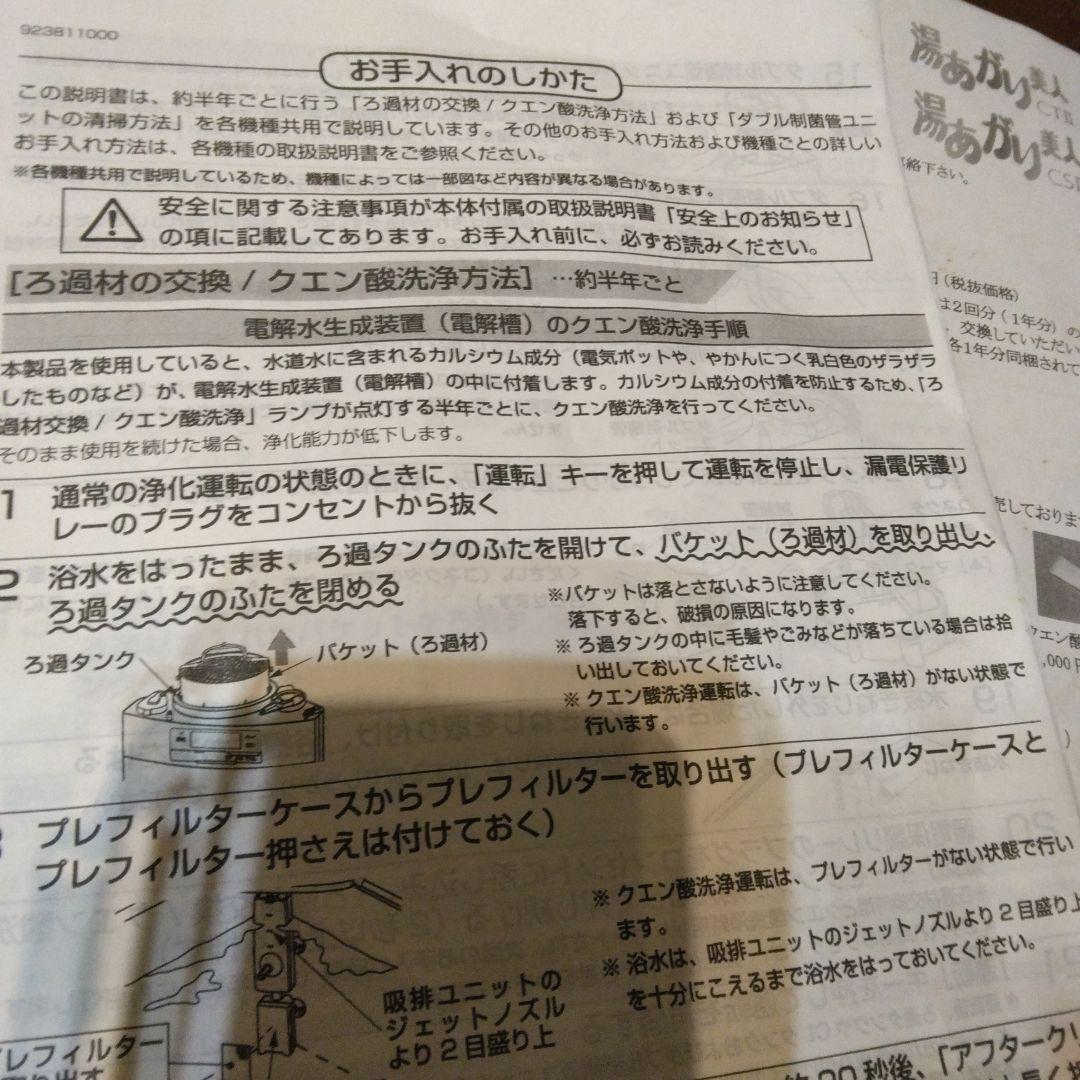 923811000
お手入れのしかた
この説明書は、約半年ごとに行う「ろ過材の交換 / クエン酸洗浄方法」および「ダブル制菌管ユニ
ットの清掃方法」を各機種共用で説明しています。その他のお手入れ方法および機種ごとの詳しい
お手入れ方法は、各機種の取扱説明書をご参照ください。
※各機種共用で説明しているため、機種によっては一部図など内容が異なる場合があります。
安全に関する注意事項が本体付属の取扱説明書「安全上のお知らせ」
の項に記載してあります。お手入れ前に、必ずお読みください。
[ろ過材の交換 / クエン酸洗浄方法] …約半年ごと
電解水生成装置（電解槽）のクエン酸洗浄手順
本製品を使用していると、水道水に含まれるカルシウム成分（電気ポットや、やかんにつく乳白色のザラザラ
したものなど）が、電解水生成装置（電解槽）の中に付着します。カルシウム成分の付着を防止するため、「ろ
過材交換 / クエン酸洗浄」ランプが点灯する半年ごとに、クエン酸洗浄を行ってください。
そのまま使用を続けた場合、浄化能力が低下します。
1 通常の浄化運転の状態のときに、「運転」キーを押して運転を停止し、漏電保護リ
レーのプラグをコンセントから抜く
2 浴水をはったまま、ろ過タンクのふたを開けて、バケット（ろ過材）を取り出し、
ろ過タンクのふたを閉める
※バケットは落とさないように注意してください。
落下すると、破損の原因になります。
※ ろ過タンクの中に毛髪やごみなどが落ちている場合は拾
い出しておいてください。
※ クエン酸洗浄運転は、バケット（ろ過材）がない状態で
行います。
ろ過タンク
バケット（ろ過材）
3 プレフィルターケースからプレフィルターを取り出す（プレフィルターケースと
プレフィルター押さえは付けておく）
※ クエン酸洗浄運転は、プレフィルターがない状態で行い
ます。
※ 浴水は、吸排ユニットのジェットノズルより 2 目盛り上
を十分にこえるまで浴水をはっておいてください。
吸排ユニットの
ジェットノズル
より 2 目盛り上
プレフィルター
秒後、「アフターク
湯あがり美人
CTII
湯あがり美人
絡下さい。
（税抜価格）
は2回分（1年分）の
、交換していただい
各1年分同梱されて
売しておりま
クエン酸
,000